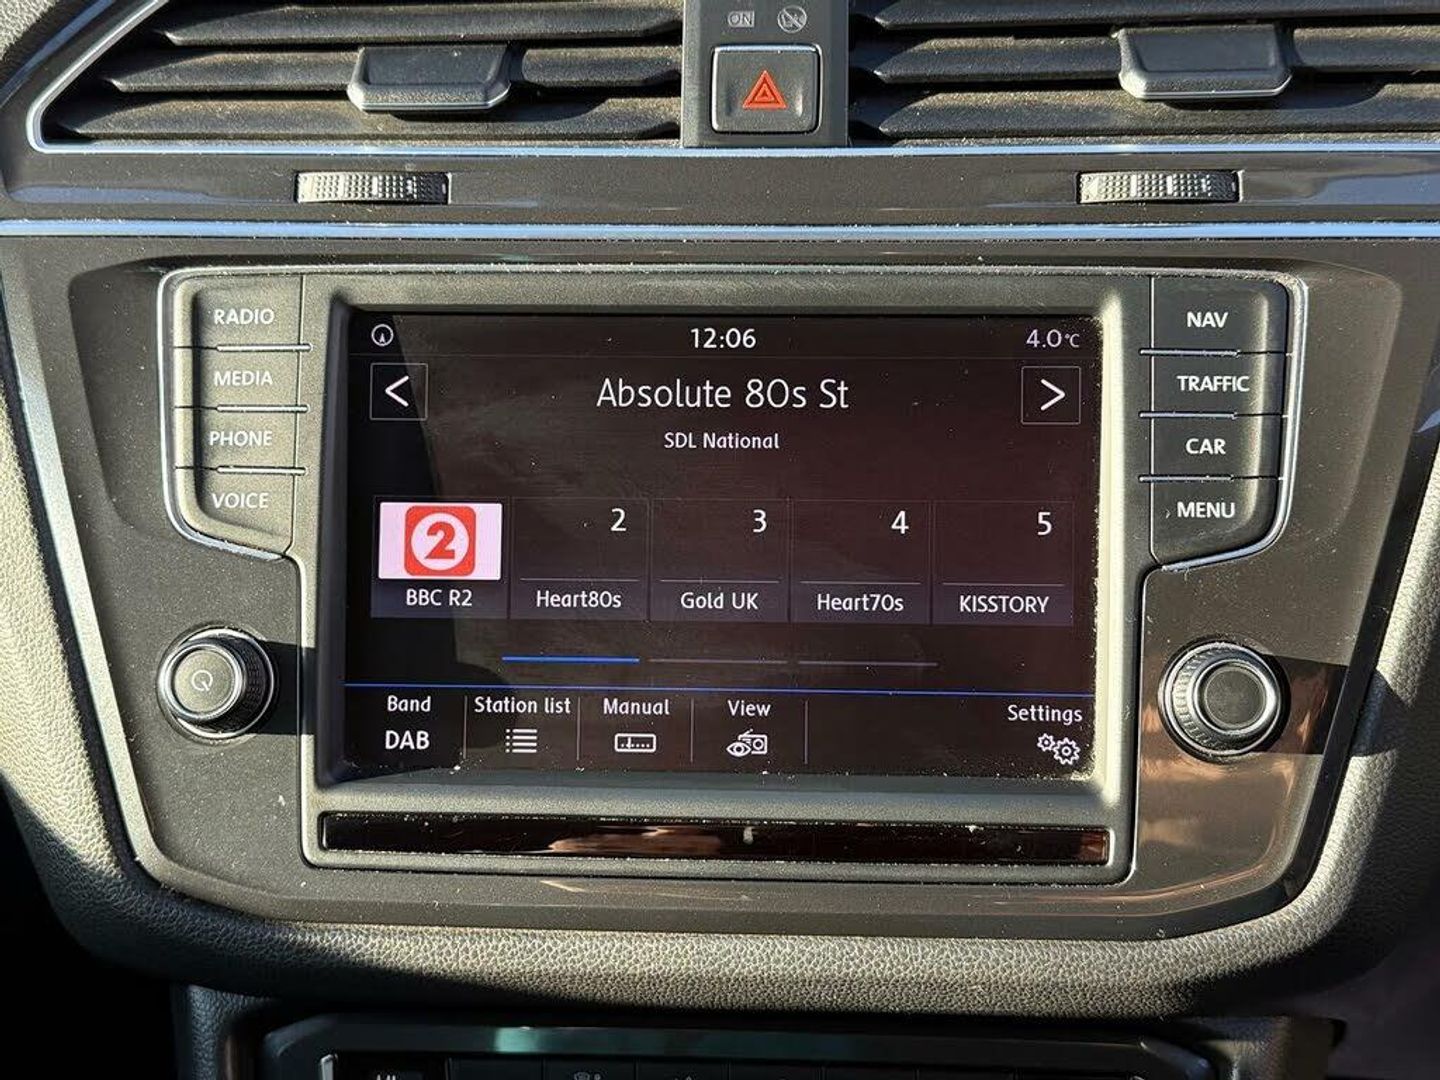 ON
RADIO
MEDIA
PHONE
VOICE
12:06
4.0°C
<
Absolute 80s St
>
SDL National
2
2
3
4
5
BBC R2
Heart80s
Gold UK
Heart70s
KISSTORY
Band
DAB
Station list
Manual
View
Settings
NAV
TRAFFIC
CAR
MENU